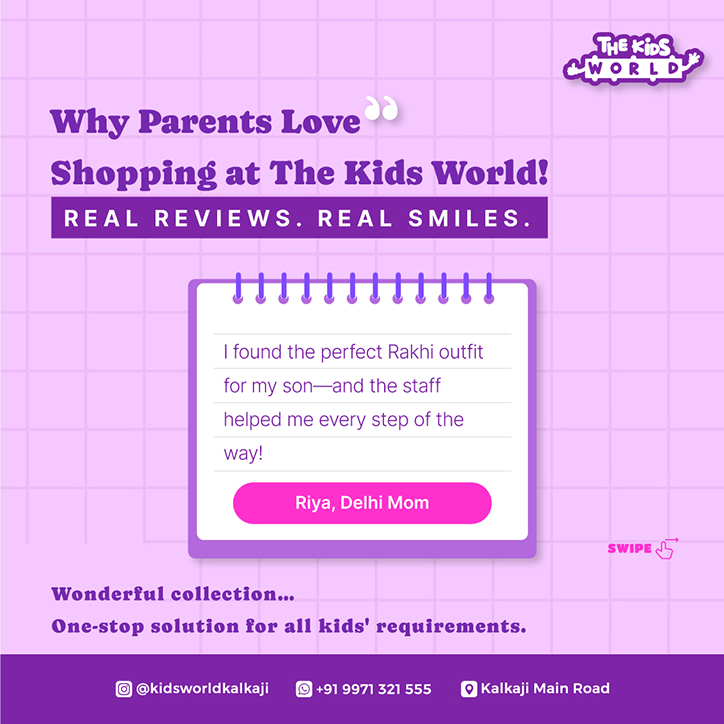 THE KiDS
WORLD
Why Parents Love
Shopping at The Kids World!
REAL REVIEWS. REAL SMILES.
I found the perfect Rakhi outfit
for my son—and the staff
helped me every step of the
way!
Riya, Delhi Mom
SWIPE
Wonderful collection...
One-stop solution for all kids' requirements.
@kidsworldkalkaji +91 9971 321 555 Kalkaji Main Road